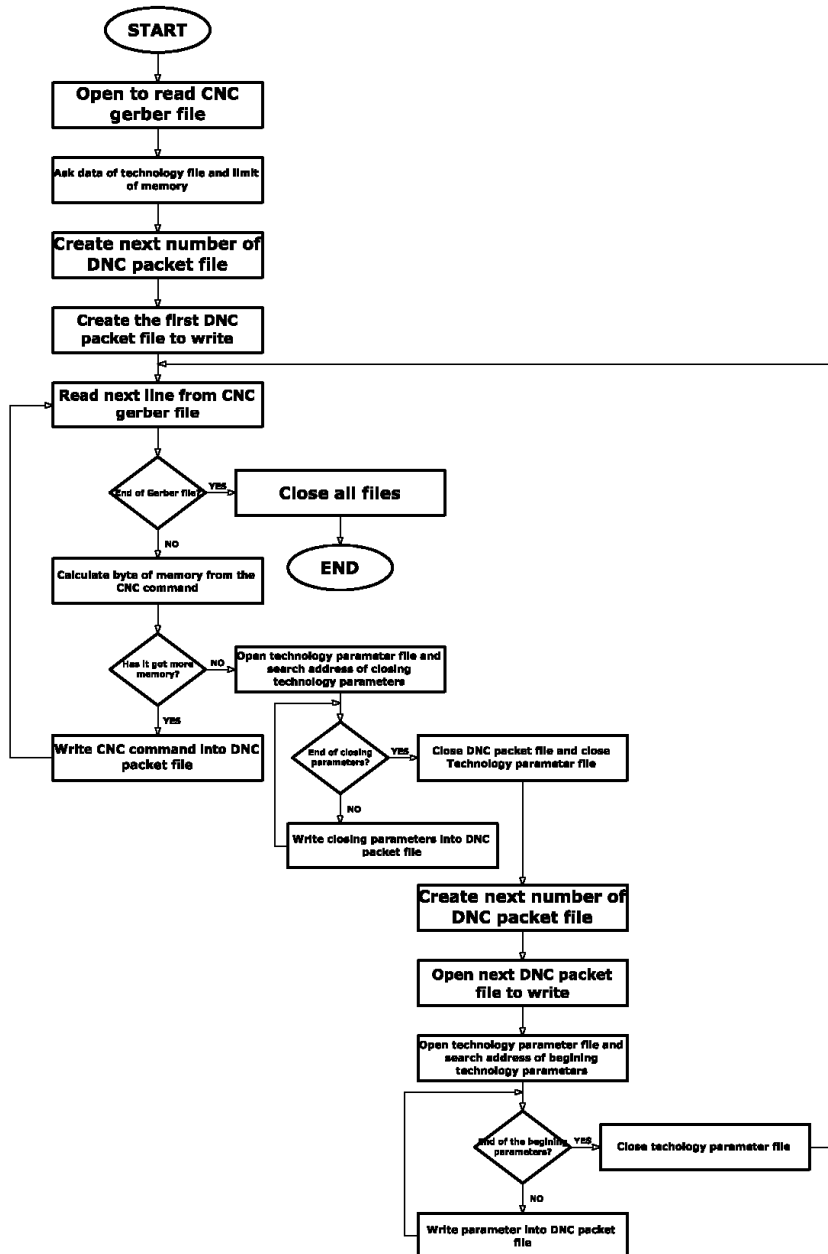 START
Open to read CNC
gerber file
Ask data of technology file and limit
of memory
Create next number of
DNC packet file
Create the first DNC
packet file to write
Read next line from CNC
gerber file
End of Gerber file?
YES
Close all files
NO
END
Calculate byte of memory from the
CNC command
Has it got more
memory?
NO
Open technology parameter file and
search address of closing
technology parameters
YES
Write CNC command into DNC
packet file
End of closing
parameters?
YES
Close DNC packet file and close
Technology parameter file
NO
Write closing parameters into DNC
packet file
Create next number of
DNC packet file
Open next DNC packet
file to write
Open technology parameter file and
search address of begining
technology parameters
End of the begining
parameters?
YES
Close techology parameter file
NO
Write parameter into DNC packet
file